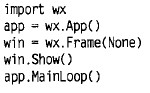 import wx
app = wx.App()
win = wx.Frame(None)
win.Show()
app.MainLoop()